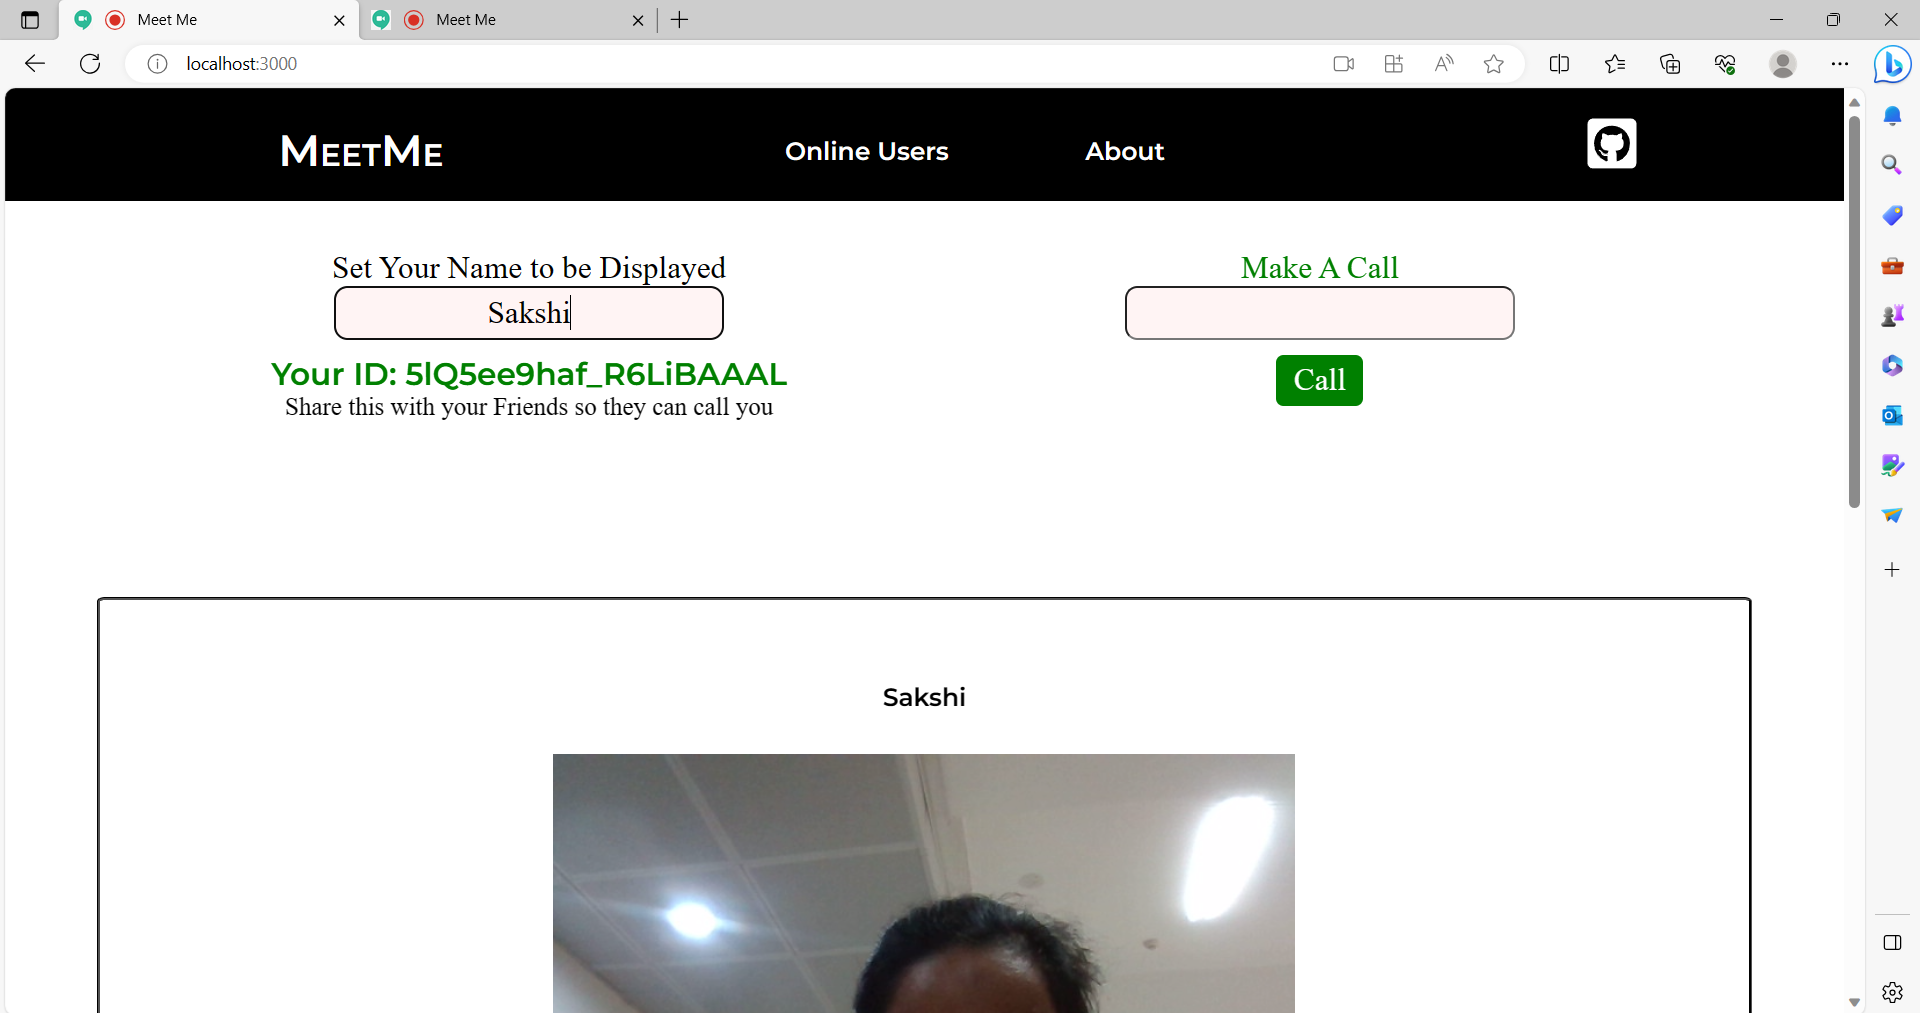 Meet Me
Meet Me
localhost:3000
MEETME
Online Users
About
Set Your Name to be Displayed
Make A Call
Sakshi
Your ID: 5lQ5ee9haf_R6LiBAAAL
Call
Share this with your Friends so they can call you
Sakshi